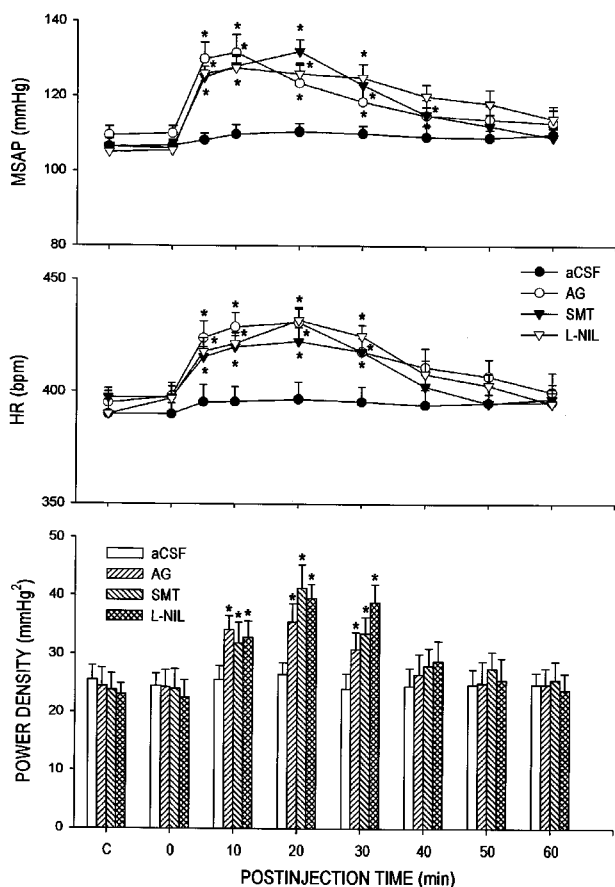 140
120
100
80
MSAP (mmHg)
* * * *
* * * *
* * * * *
450
400
350
HR (bpm)
aCSF
AG
SMT
L-NIL
* * * *
* * * *
* * * *
50
40
30
20
10
0
POWER DENSITY (mmHg²)
aCSF
AG
SMT
L-NIL
* * *
* * *
* * *
C 0 10 20 30 40 50 60
POSTINJECTION TIME (min)